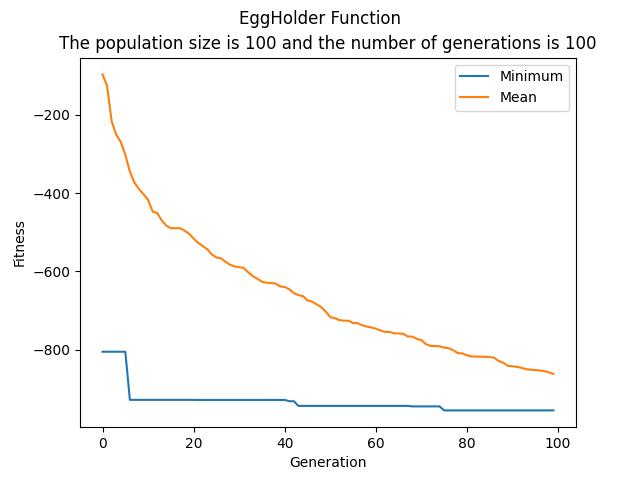 EggHolder Function
The population size is 100 and the number of generations is 100
Minimum
Mean
−200
−400
−600
−800
Fitness
0
20
40
60
80
100
Generation